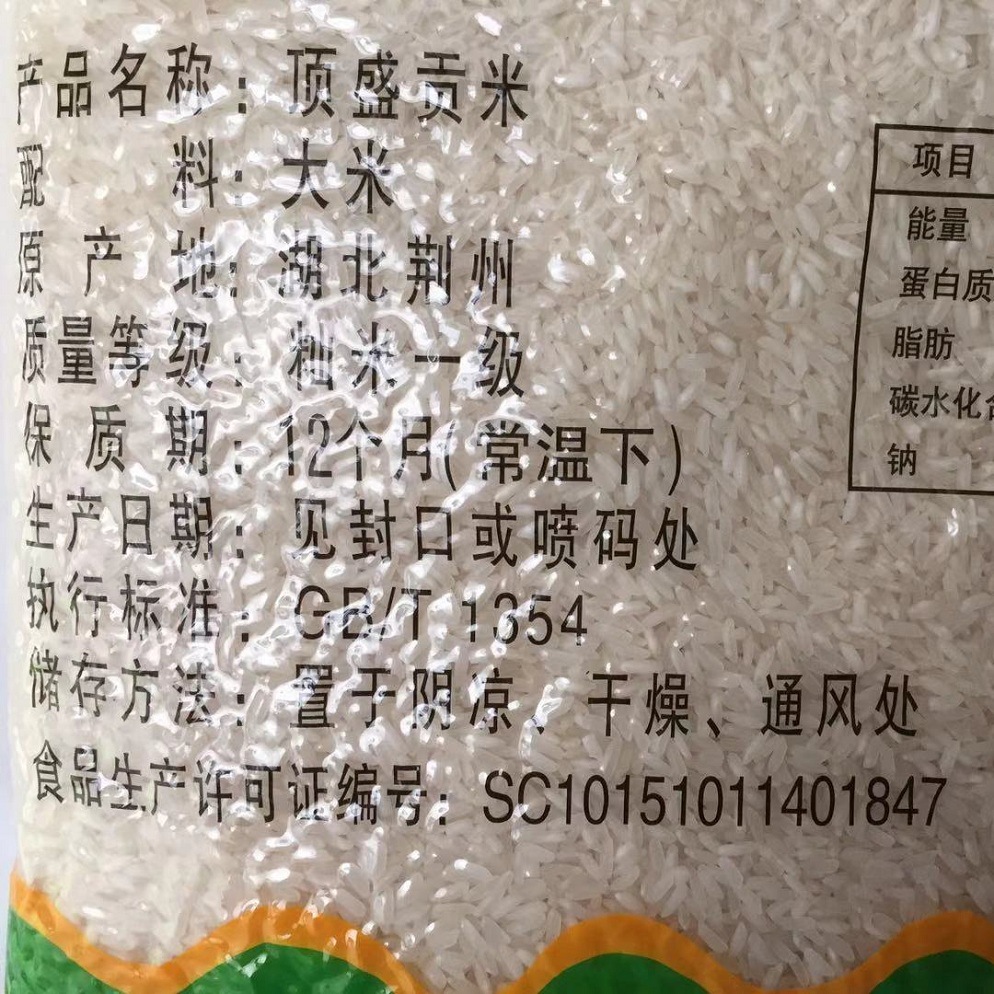 产品名称：顶盛贡米
配料：大米
原产地：湖北荆州
质量等级：籼米一级
保质期：12个月(常温下)
生产日期：见封口或喷码处
执行标准：GB/T 1354
储存方法：置于阴凉、干燥、通风处
食品生产许可证编号：SC10151011401847
项目
能量
蛋白质
脂肪
碳水化合
钠